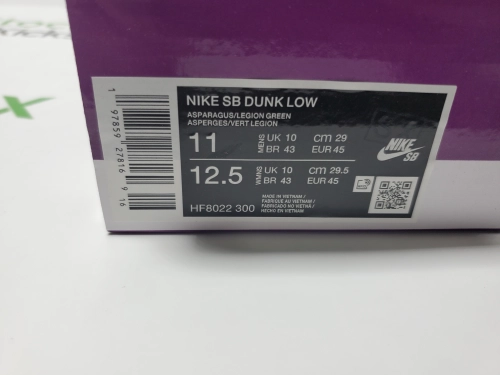 NIKE SB DUNK LOW
ASPARAGUS/LEGION GREEN
ASPERGES/VERT LEGION
11 MENS UK 10 cm 29
BR 43 EUR 45
12.5 WMNS UK 10 cm 29.5
BR 43 EUR 45
HF8022 300
MADE IN VIETNAM /
FABRIQUÉ AU VIETNAM /
FABRICADO NO VIETNAM /
HECHO EN VIETNAM
NIKE
SB
1 97859 27816 9 16